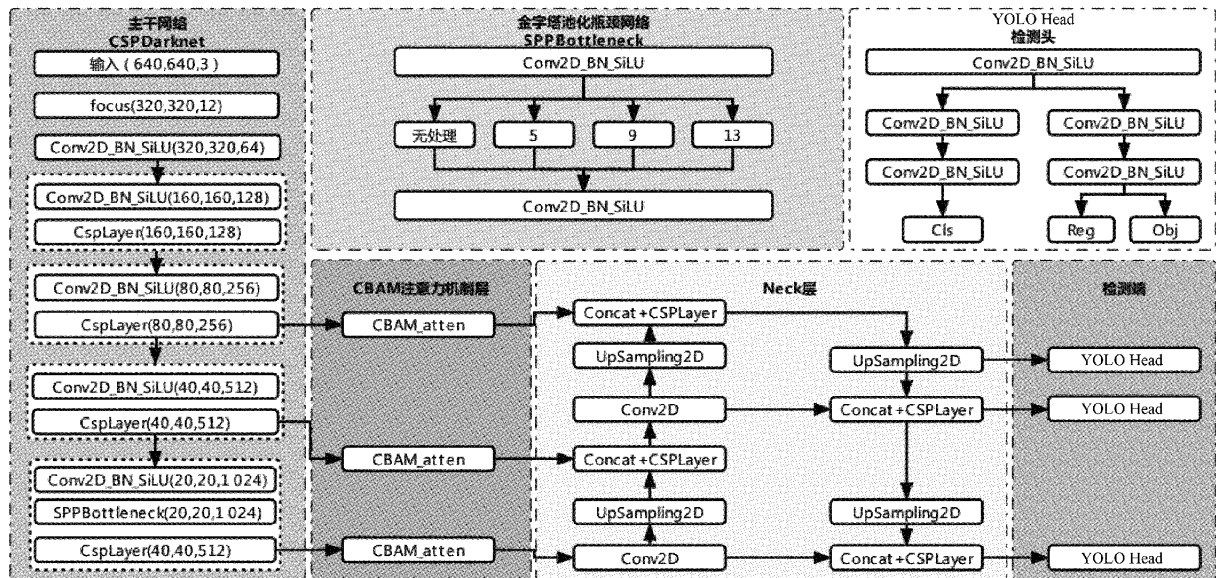 主干网络
CSPDarknet
输入（640,640,3）
focus(320,320,12)
Conv2D_BN_SiLU(320,320,64)
Conv2D_BN_SiLU(160,160,128)
CspLayer(160,160,128)
Conv2D_BN_SiLU(80,80,256)
CspLayer(80,80,256)
Conv2D_BN_SiLU(40,40,512)
CspLayer(40,40,512)
Conv2D_BN_SiLU(20,20,1 024)
SPPBottleneck(20,20,1 024)
CspLayer(40,40,512)
金字塔池化瓶颈网络
SPPBottleneck
Conv2D_BN_SiLU
无处理 5 9 13
Conv2D_BN_SiLU
YOLO Head
检测头
Conv2D_BN_SiLU
Conv2D_BN_SiLU Conv2D_BN_SiLU
Conv2D_BN_SiLU Conv2D_BN_SiLU
Cls Reg Obj
CBAM注意力机制层
CBAM_atten
CBAM_atten
CBAM_atten
Neck层
Concat+CSPLayer
UpSampling2D UpSampling2D
Conv2D Concat+CSPLayer
Concat+CSPLayer
UpSampling2D UpSampling2D
Conv2D Concat+CSPLayer
检测端
YOLO Head
YOLO Head
YOLO Head